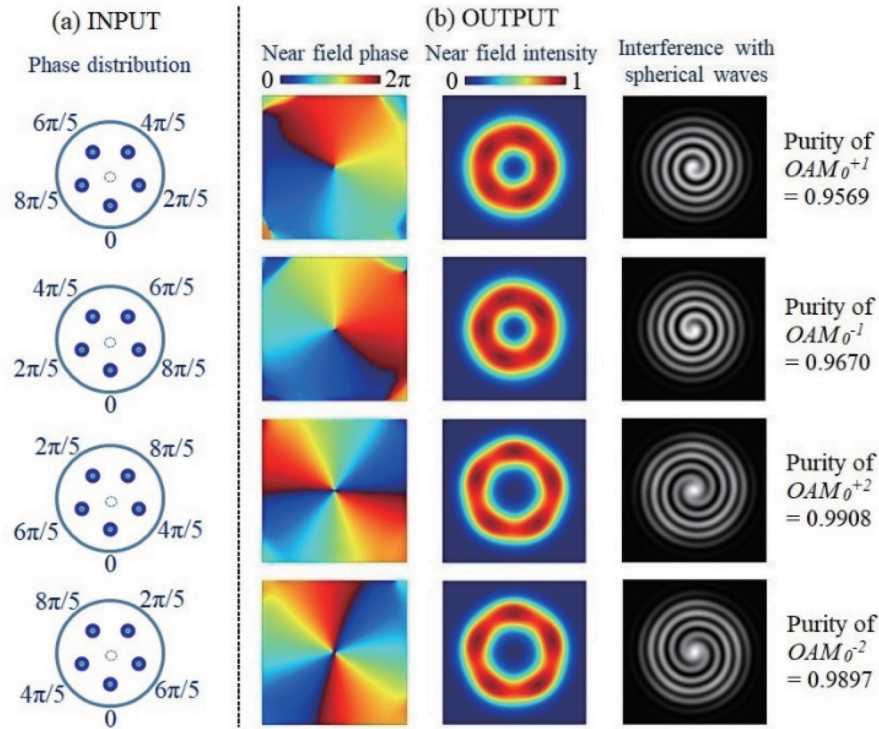 (a) INPUT
(b) OUTPUT
Phase distribution
Near field phase
0 2π
Near field intensity
0 1
Interference with
spherical waves
6π/5 4π/5
8π/5 2π/5
0
Purity of
OAM₀⁺¹
= 0.9569
4π/5 6π/5
2π/5 8π/5
0
Purity of
OAM₀⁻¹
= 0.9670
2π/5 8π/5
6π/5 4π/5
0
Purity of
OAM₀⁺²
= 0.9908
8π/5 2π/5
4π/5 6π/5
0
Purity of
OAM₀⁻²
= 0.9897